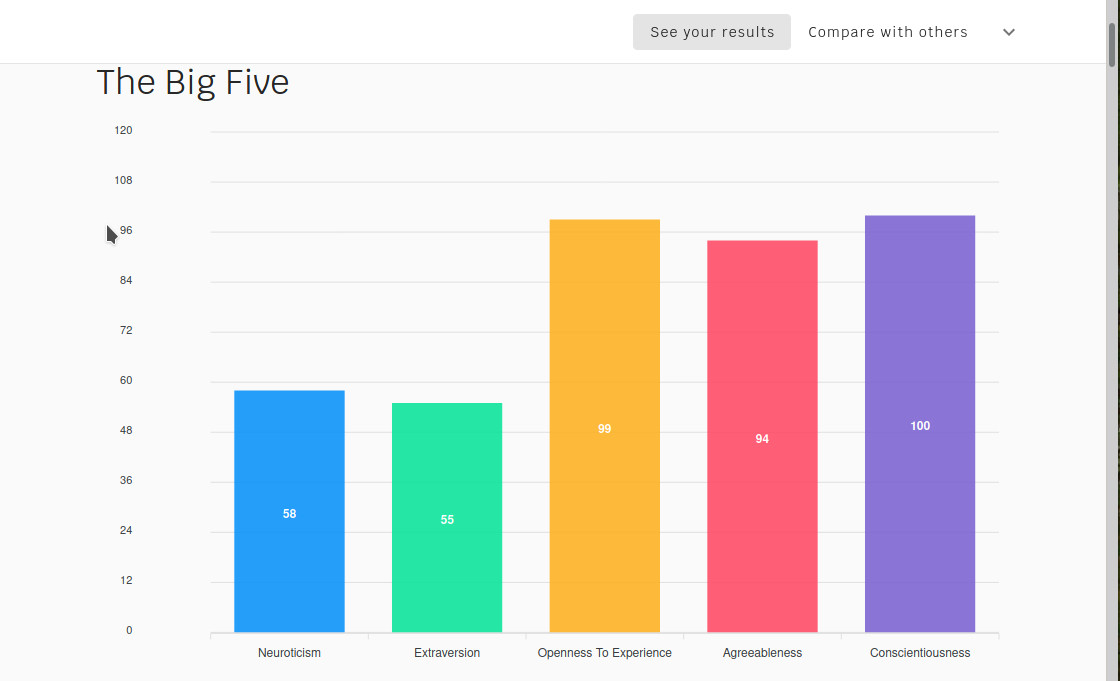 See your results
Compare with others
The Big Five
120
108
96
84
72
60
48
36
24
12
0
58
55
99
94
100
Neuroticism
Extraversion
Openness To Experience
Agreeableness
Conscientiousness